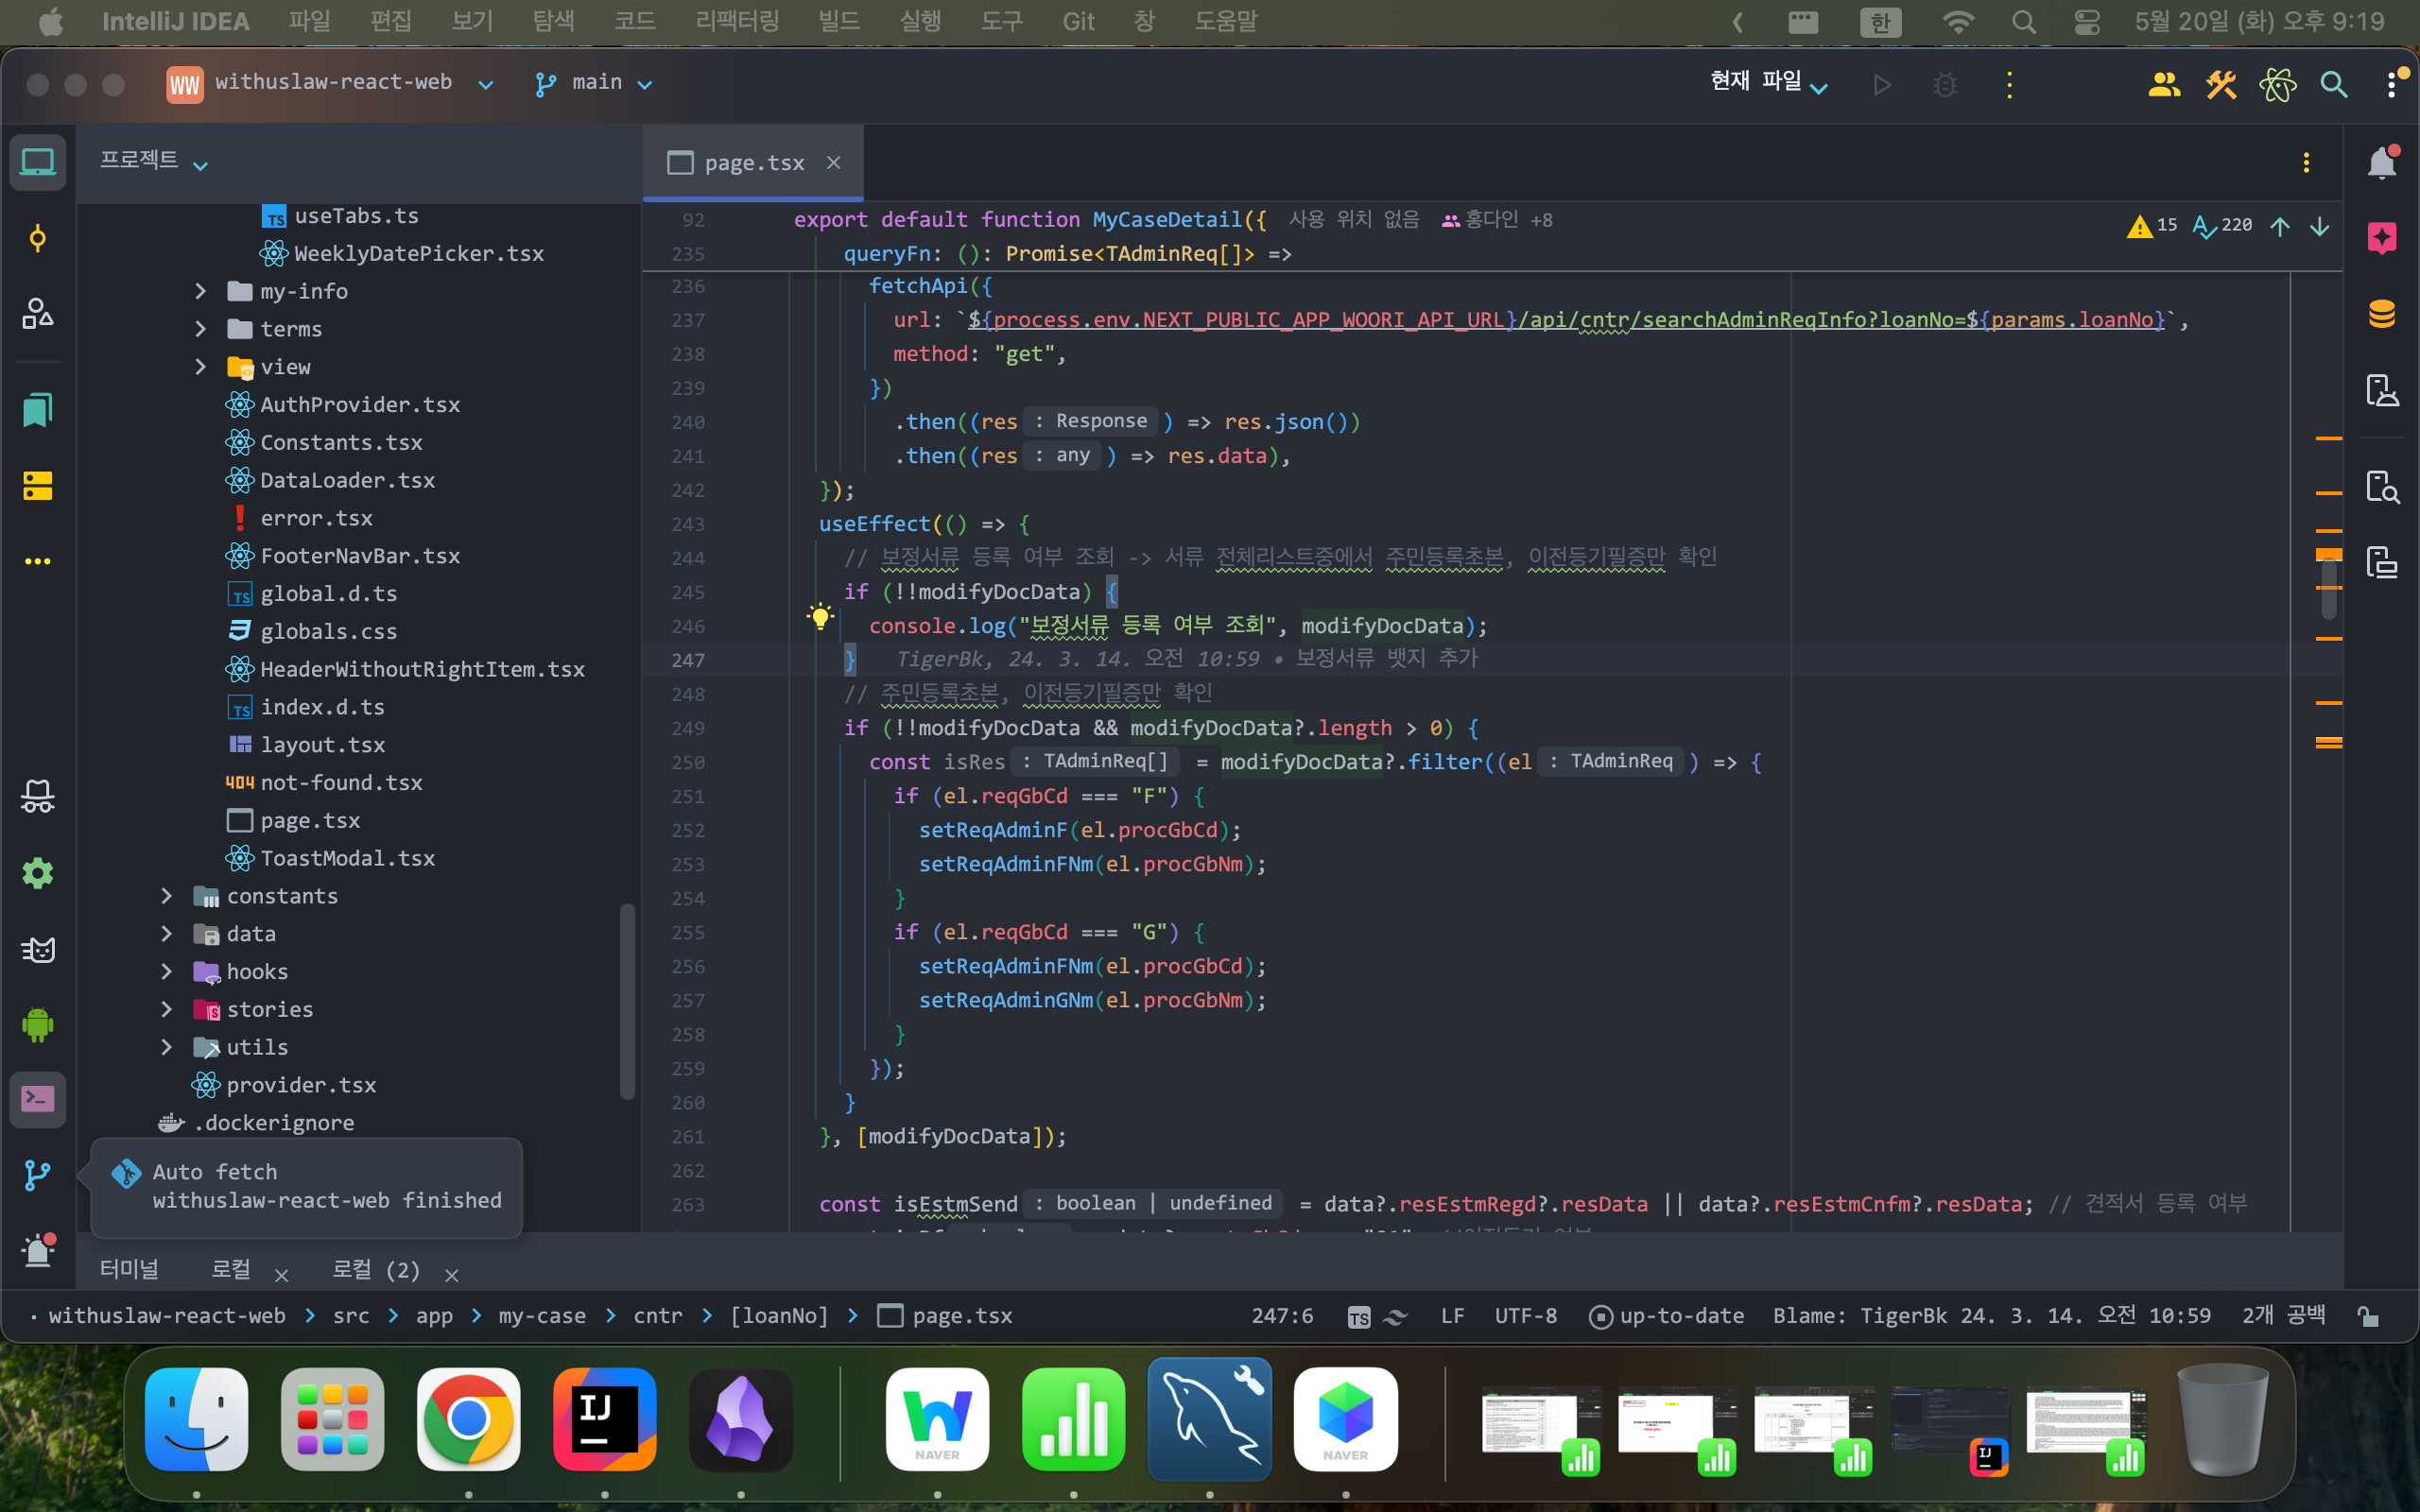 IntelliJ IDEA 파일 편집 보기 탐색 코드 리팩터링 빌드 실행 도구 Git 창 도움말 한 5월 20일 (화) 오후 9:19
WW withuslaw-react-web main 현재 파일
프로젝트
page.tsx
TS useTabs.ts
WeeklyDatePicker.tsx
my-info
terms
view
AuthProvider.tsx
Constants.tsx
DataLoader.tsx
error.tsx
FooterNavBar.tsx
TS global.d.ts
globals.css
HeaderWithoutRightItem.tsx
TS index.d.ts
layout.tsx
404 not-found.tsx
page.tsx
ToastModal.tsx
constants
data
hooks
stories
utils
provider.tsx
.dockerignore
Auto fetch
withuslaw-react-web finished
15 220
92 export default function MyCaseDetail({ 사용 위치 없음 홍다인 +8
235 queryFn: (): Promise<TAdminReq[]> =>
236 fetchApi({
237 url: `${process.env.NEXT_PUBLIC_APP_WOORI_API_URL}/api/cntr/searchAdminReqInfo?loanNo=${params.loanNo}`,
238 method: "get",
239 })
240 .then((res : Response ) => res.json())
241 .then((res : any ) => res.data),
242 });
243 useEffect(() => {
244 // 보정서류 등록 여부 조회 -> 서류 전체리스트중에서 주민등록초본, 이전등기필증만 확인
245 if (!!modifyDocData) {
246 console.log("보정서류 등록 여부 조회", modifyDocData);
247 } TigerBk, 24. 3. 14. 오전 10:59 • 보정서류 뱃지 추가
248 // 주민등록초본, 이전등기필증만 확인
249 if (!!modifyDocData && modifyDocData?.length > 0) {
250 const isRes : TAdminReq[] = modifyDocData?.filter((el : TAdminReq ) => {
251 if (el.reqGbCd === "F") {
252 setReqAdminF(el.procGbCd);
253 setReqAdminFNm(el.procGbNm);
254 }
255 if (el.reqGbCd === "G") {
256 setReqAdminFNm(el.procGbCd);
257 setReqAdminGNm(el.procGbNm);
258 }
259 });
260 }
261 }, [modifyDocData]);
262
263 const isEstmSend : boolean | undefined = data?.resEstmRegd?.resData || data?.resEstmCnfm?.resData; // 견적서 등록 여부
터미널 로컬 로컬 (2)
withuslaw-react-web src app my-case cntr [loanNo] page.tsx 247:6 TS LF UTF-8 up-to-date Blame: TigerBk 24. 3. 14. 오전 10:59 2개 공백
IJ NAVER NAVER IJ